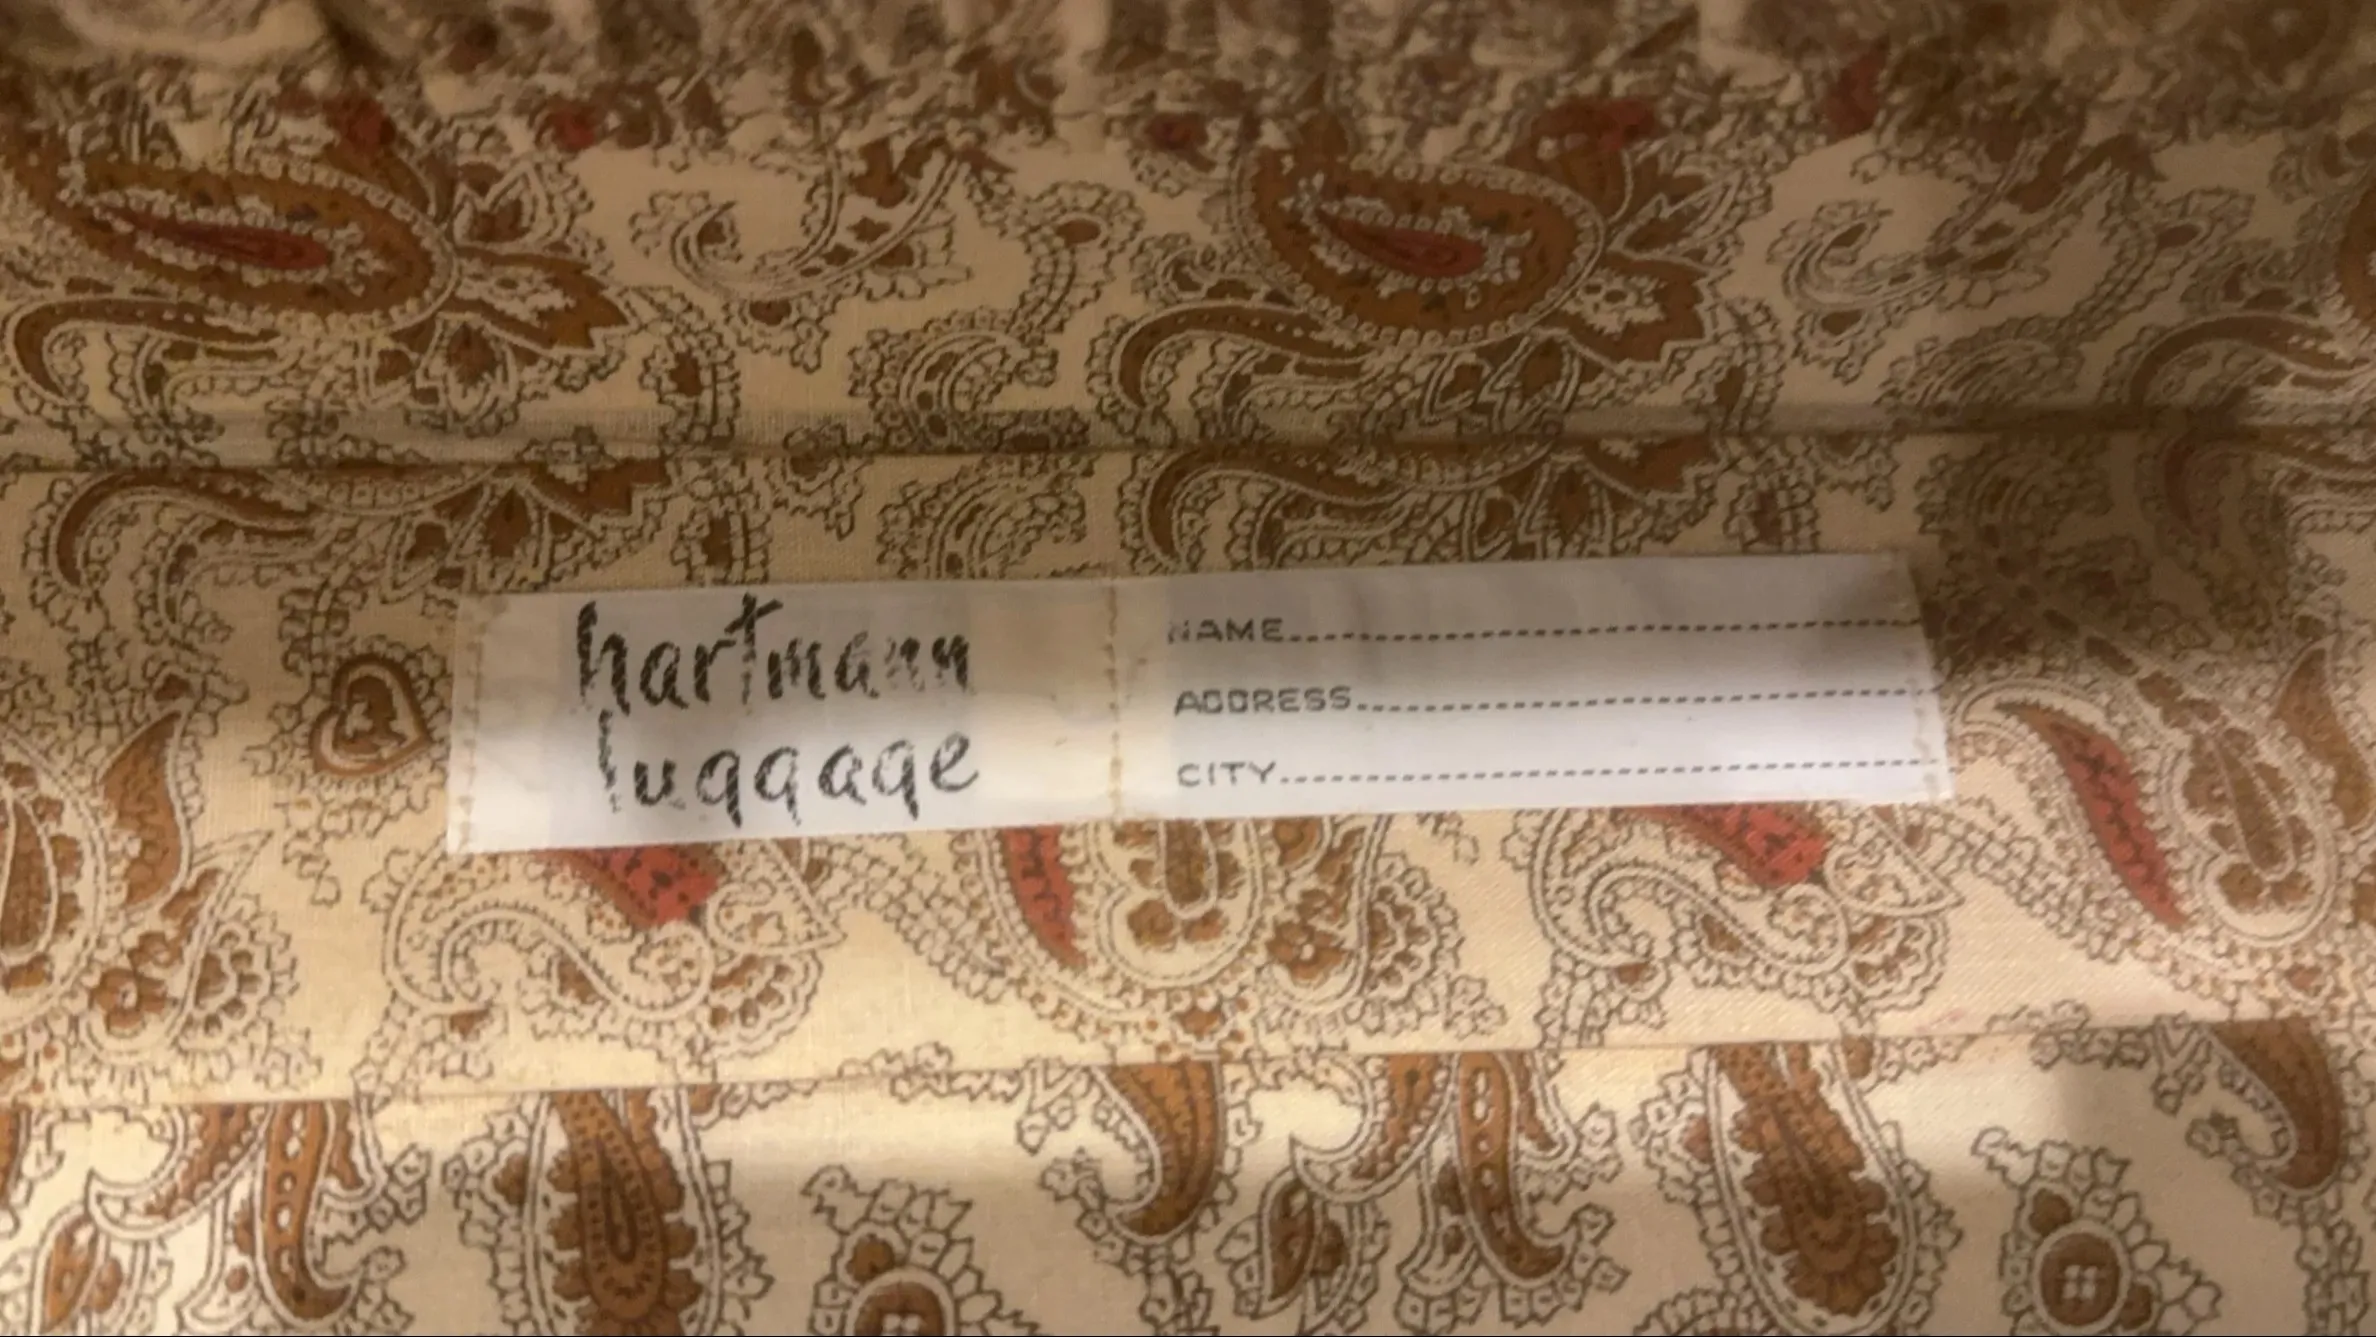 hartmann
luggage
NAME
ADDRESS
CITY